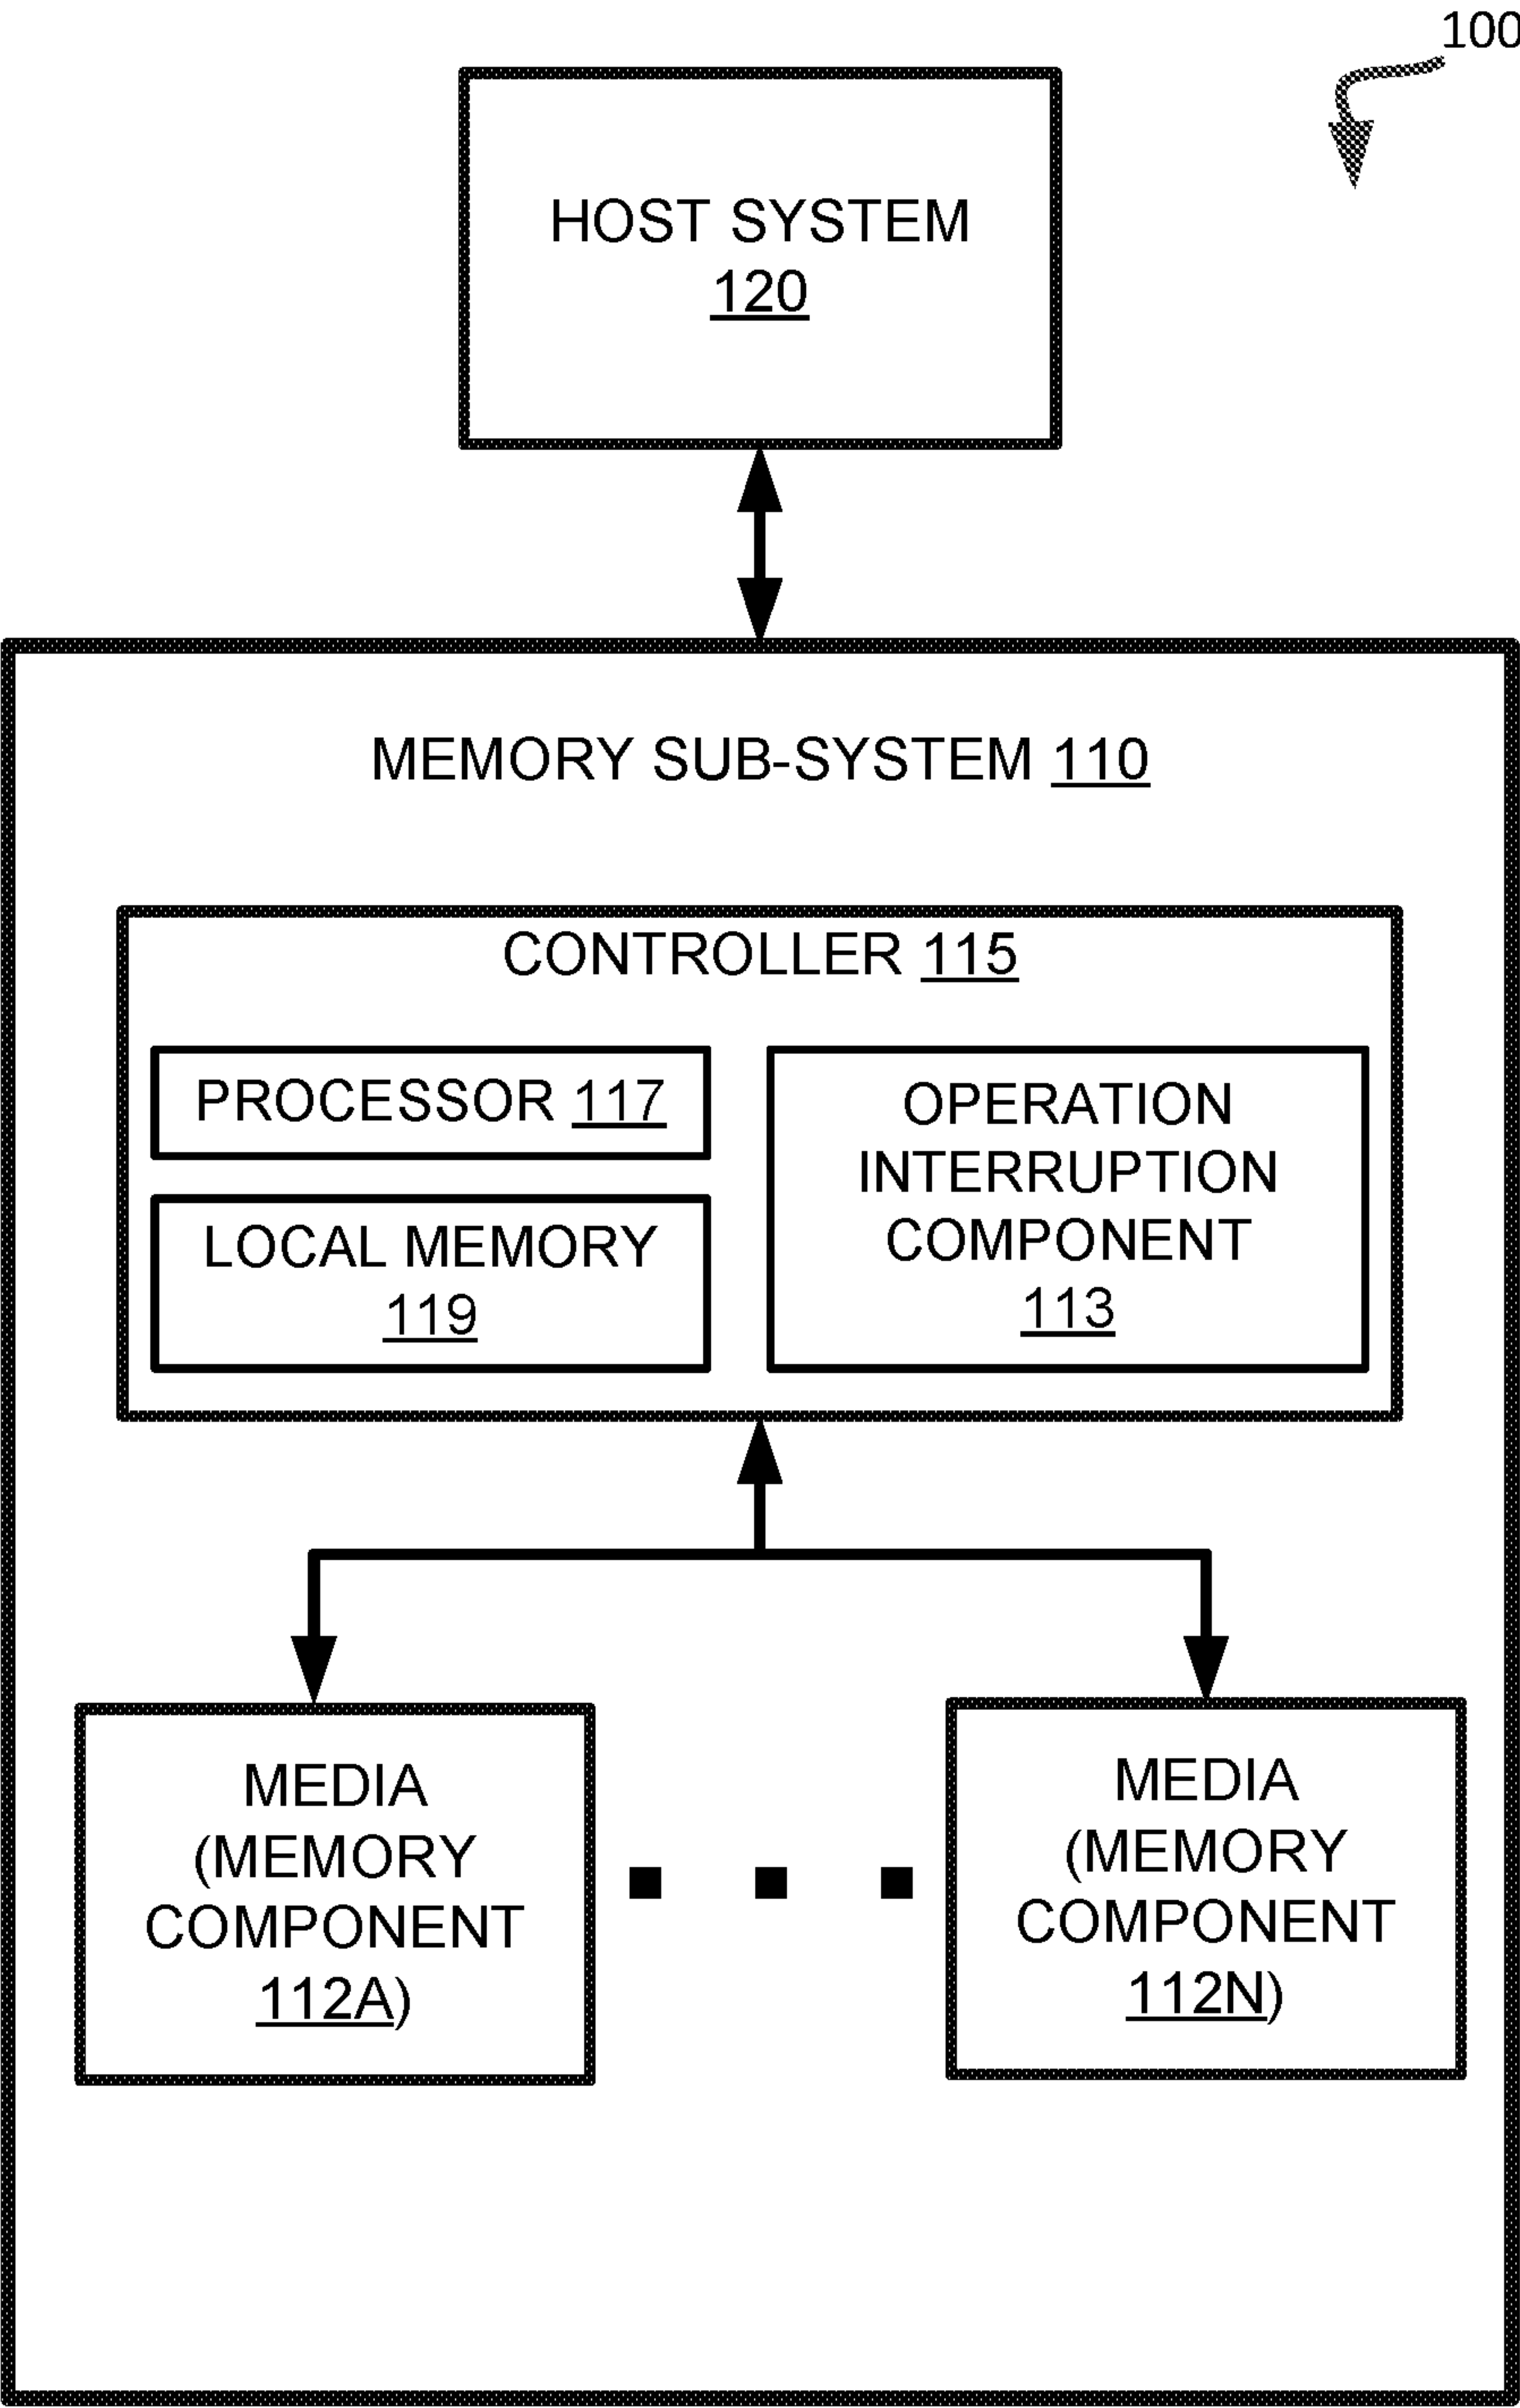 100
HOST SYSTEM
120
MEMORY SUB-SYSTEM 110
CONTROLLER 115
PROCESSOR 117
LOCAL MEMORY
119
OPERATION
INTERRUPTION
COMPONENT
113
MEDIA
(MEMORY
COMPONENT
112A)
MEDIA
(MEMORY
COMPONENT
112N)